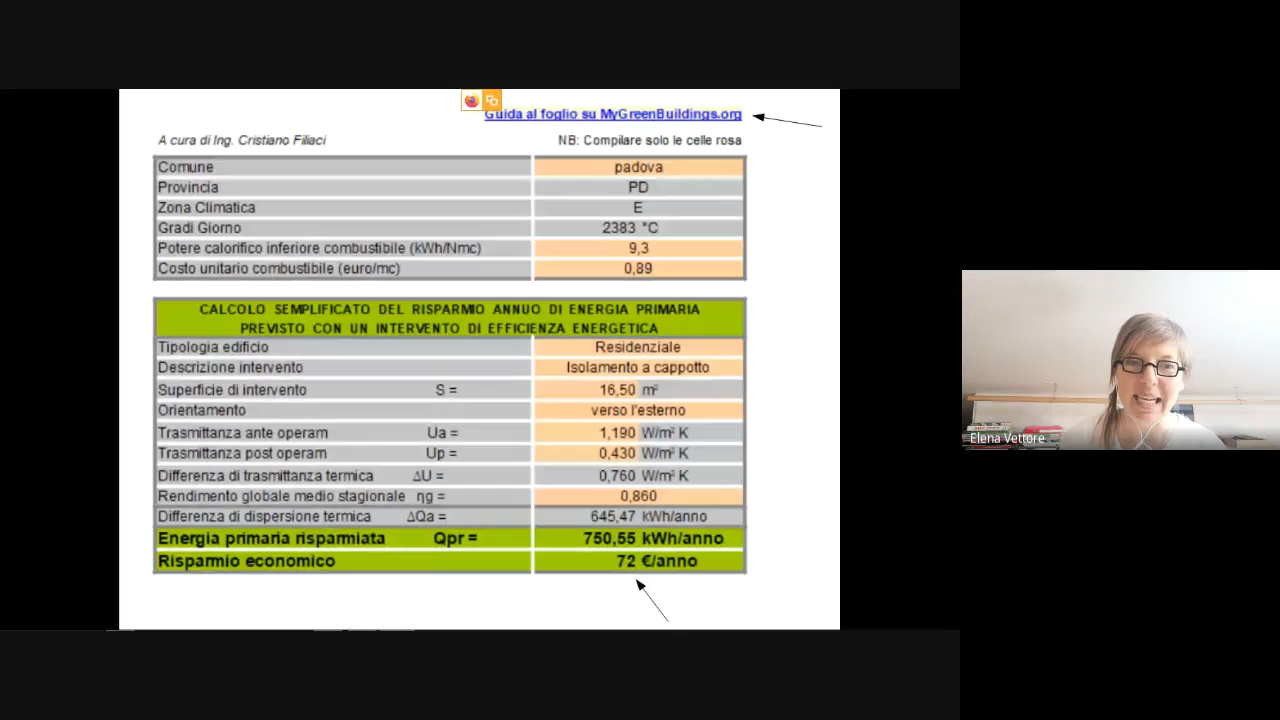 Guida al foglio su MyGreenBuildings.org
A cura di Ing. Cristiano Filiaci NB: Compilare solo le celle rosa
Comune padova
Provincia PD
Zona Climatica E
Gradi Giorno 2383 °C
Potere calorifico inferiore combustibile (kWh/Nmc) 9,3
Costo unitario combustibile (euro/mc) 0,89
CALCOLO SEMPLIFICATO DEL RISPARMIO ANNUO DI ENERGIA PRIMARIA
PREVISTO CON UN INTERVENTO DI EFFICIENZA ENERGETICA
Tipologia edificio Residenziale
Descrizione intervento Isolamento a cappotto
Superficie di intervento S = 16,50 m²
Orientamento verso l'esterno
Trasmittanza ante operam Ua = 1,190 W/m² K
Trasmittanza post operam Up = 0,430 W/m² K
Differenza di trasmittanza termica ΔU = 0,760 W/m² K
Rendimento globale medio stagionale ηg = 0,860
Differenza di dispersione termica ΔQa = 645,47 kWh/anno
Energia primaria risparmiata Qpr = 750,55 kWh/anno
Risparmio economico 72 €/anno
Elena Vettore